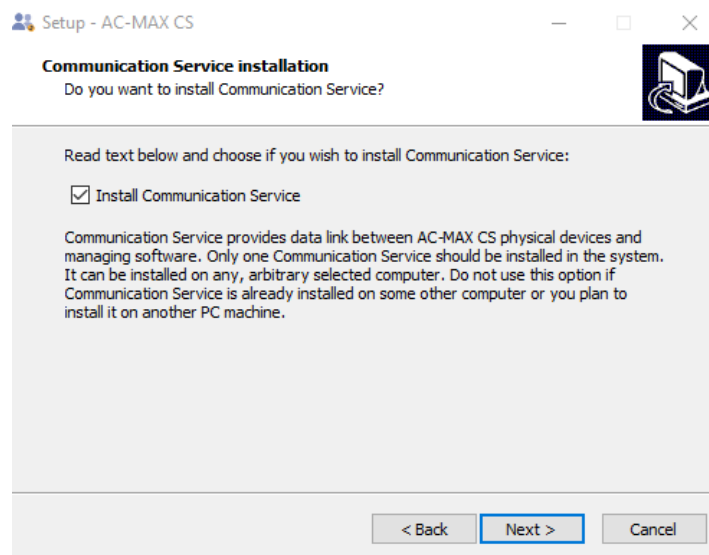 Setup - AC-MAX CS
Communication Service installation
Do you want to install Communication Service?
Read text below and choose if you wish to install Communication Service:
Install Communication Service
Communication Service provides data link between AC-MAX CS physical devices and
managing software. Only one Communication Service should be installed in the system.
It can be installed on any, arbitrary selected computer. Do not use this option if
Communication Service is already installed on some other computer or you plan to
install it on another PC machine.
< Back
Next >
Cancel